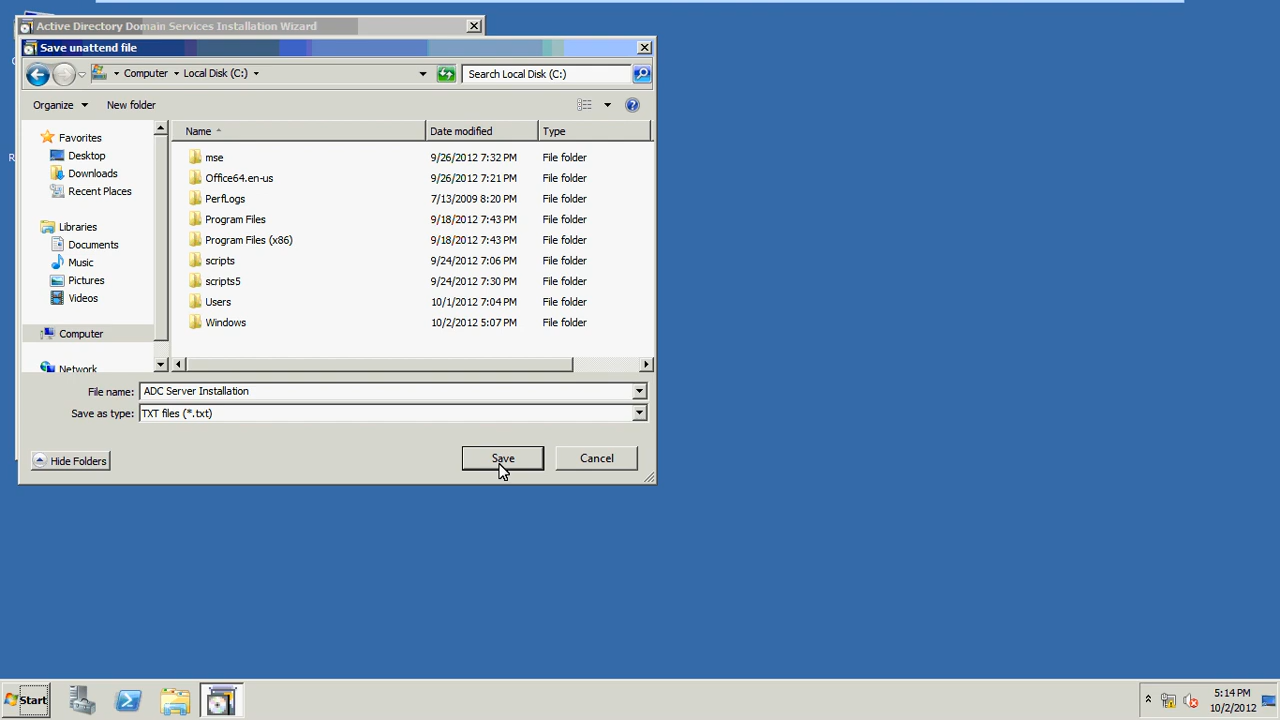 Active Directory Domain Services Installation Wizard
Save unattend file
Computer
Local Disk (C:)
Search Local Disk (C:)
Organize
New folder
Name
Date modified
Type
Favorites
Desktop
Downloads
Recent Places
Libraries
Documents
Music
Pictures
Videos
Computer
Network
mse 9/26/2012 7:32 PM File folder
Office64.en-us 9/26/2012 7:21 PM File folder
PerfLogs 7/13/2009 8:20 PM File folder
Program Files 9/18/2012 7:43 PM File folder
Program Files (x86) 9/18/2012 7:43 PM File folder
scripts 9/24/2012 7:06 PM File folder
scripts5 9/24/2012 7:30 PM File folder
Users 10/1/2012 7:04 PM File folder
Windows 10/2/2012 5:07 PM File folder
File name: ADC Server Installation
Save as type: TXT files (*.txt)
Hide Folders
Save
Cancel
Start
5:14 PM
10/2/2012